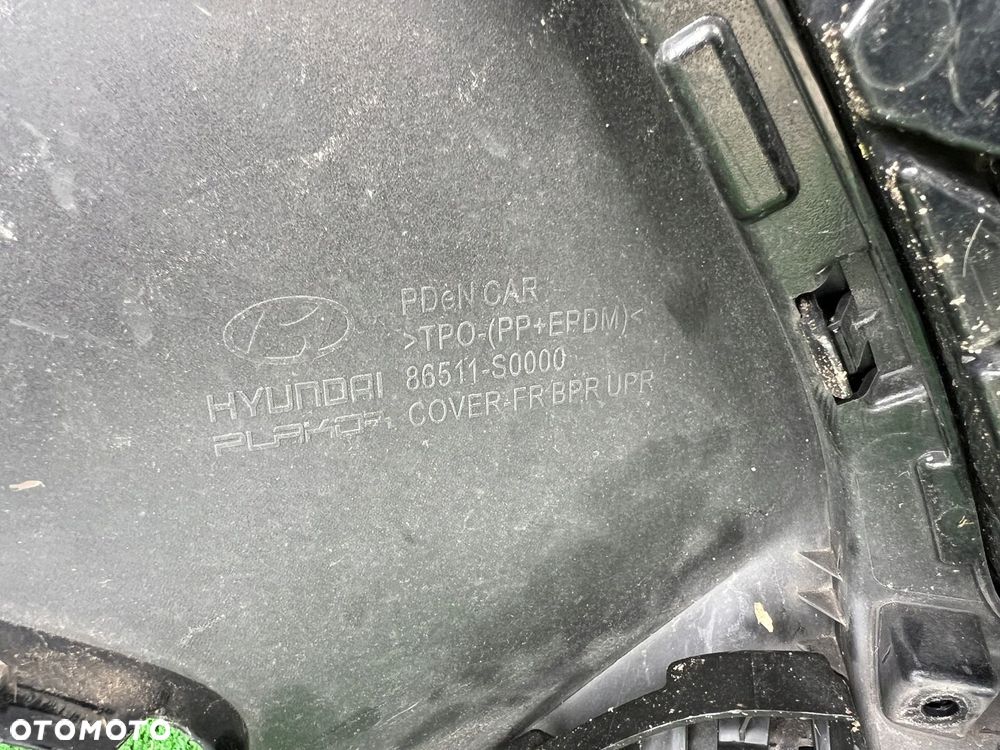 PDeN CAR
>TPO-(PP+EPDM)<
86511-S0000
COVER-FR BPR UPR
HYUNDAI
PLAKOR
OTOMOTO